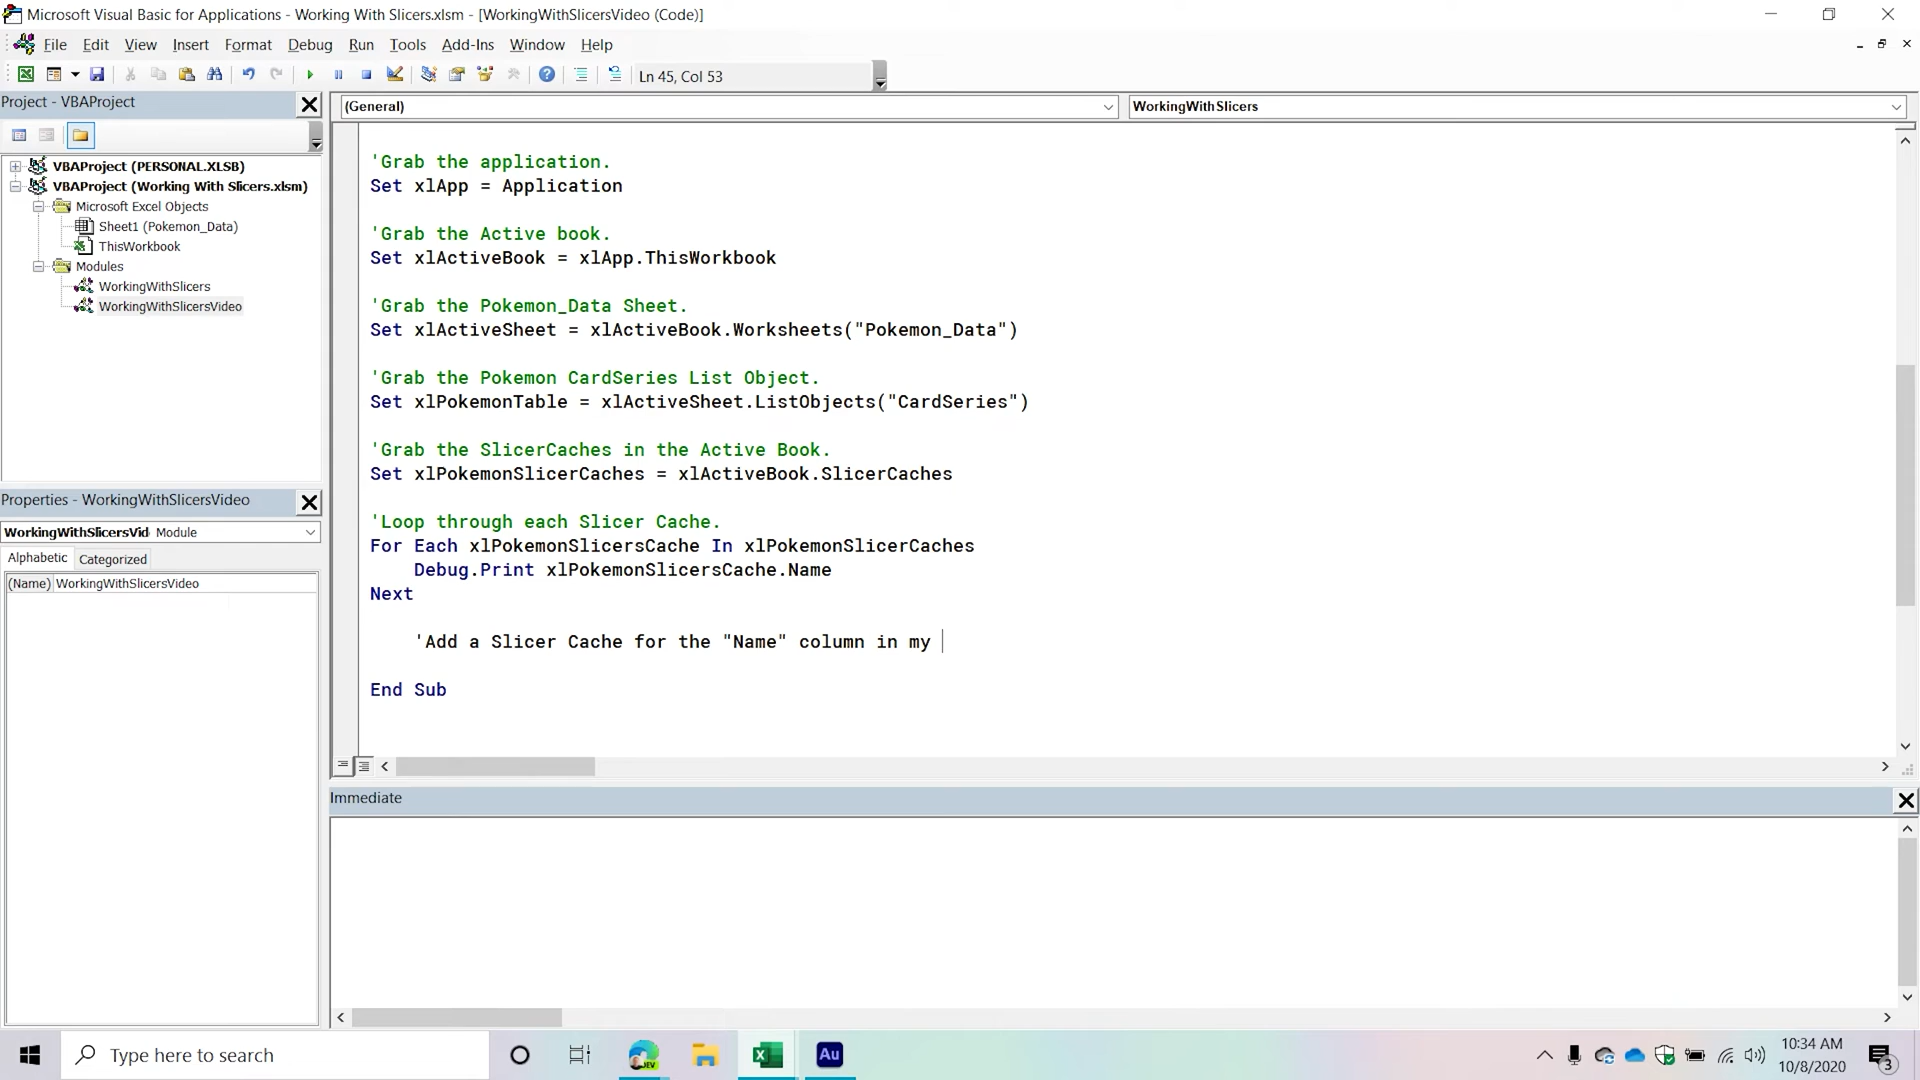 Microsoft Visual Basic for Applications - Working With Slicers.xlsm - [WorkingWithSlicersVideo (Code)]
File Edit View Insert Format Debug Run Tools Add-Ins Window Help
Ln 45, Col 53
Project - VBAProject
(General)
WorkingWithSlicers
VBAProject (PERSONAL.XLSB)
VBAProject (Working With Slicers.xlsm)
Microsoft Excel Objects
Sheet1 (Pokemon_Data)
ThisWorkbook
Modules
WorkingWithSlicers
WorkingWithSlicersVideo
Properties - WorkingWithSlicersVideo
WorkingWithSlicersVid Module
Alphabetic Categorized
(Name) WorkingWithSlicersVideo
'Grab the application.
Set xlApp = Application
'Grab the Active book.
Set xlActiveBook = xlApp.ThisWorkbook
'Grab the Pokemon_Data Sheet.
Set xlActiveSheet = xlActiveBook.Worksheets("Pokemon_Data")
'Grab the Pokemon CardSeries List Object.
Set xlPokemonTable = xlActiveSheet.ListObjects("CardSeries")
'Grab the SlicerCaches in the Active Book.
Set xlPokemonSlicerCaches = xlActiveBook.SlicerCaches
'Loop through each Slicer Cache.
For Each xlPokemonSlicersCache In xlPokemonSlicerCaches
Debug.Print xlPokemonSlicersCache.Name
Next
'Add a Slicer Cache for the "Name" column in my
End Sub
Immediate
Type here to search
DEV
Au
10:34 AM
10/8/2020
3